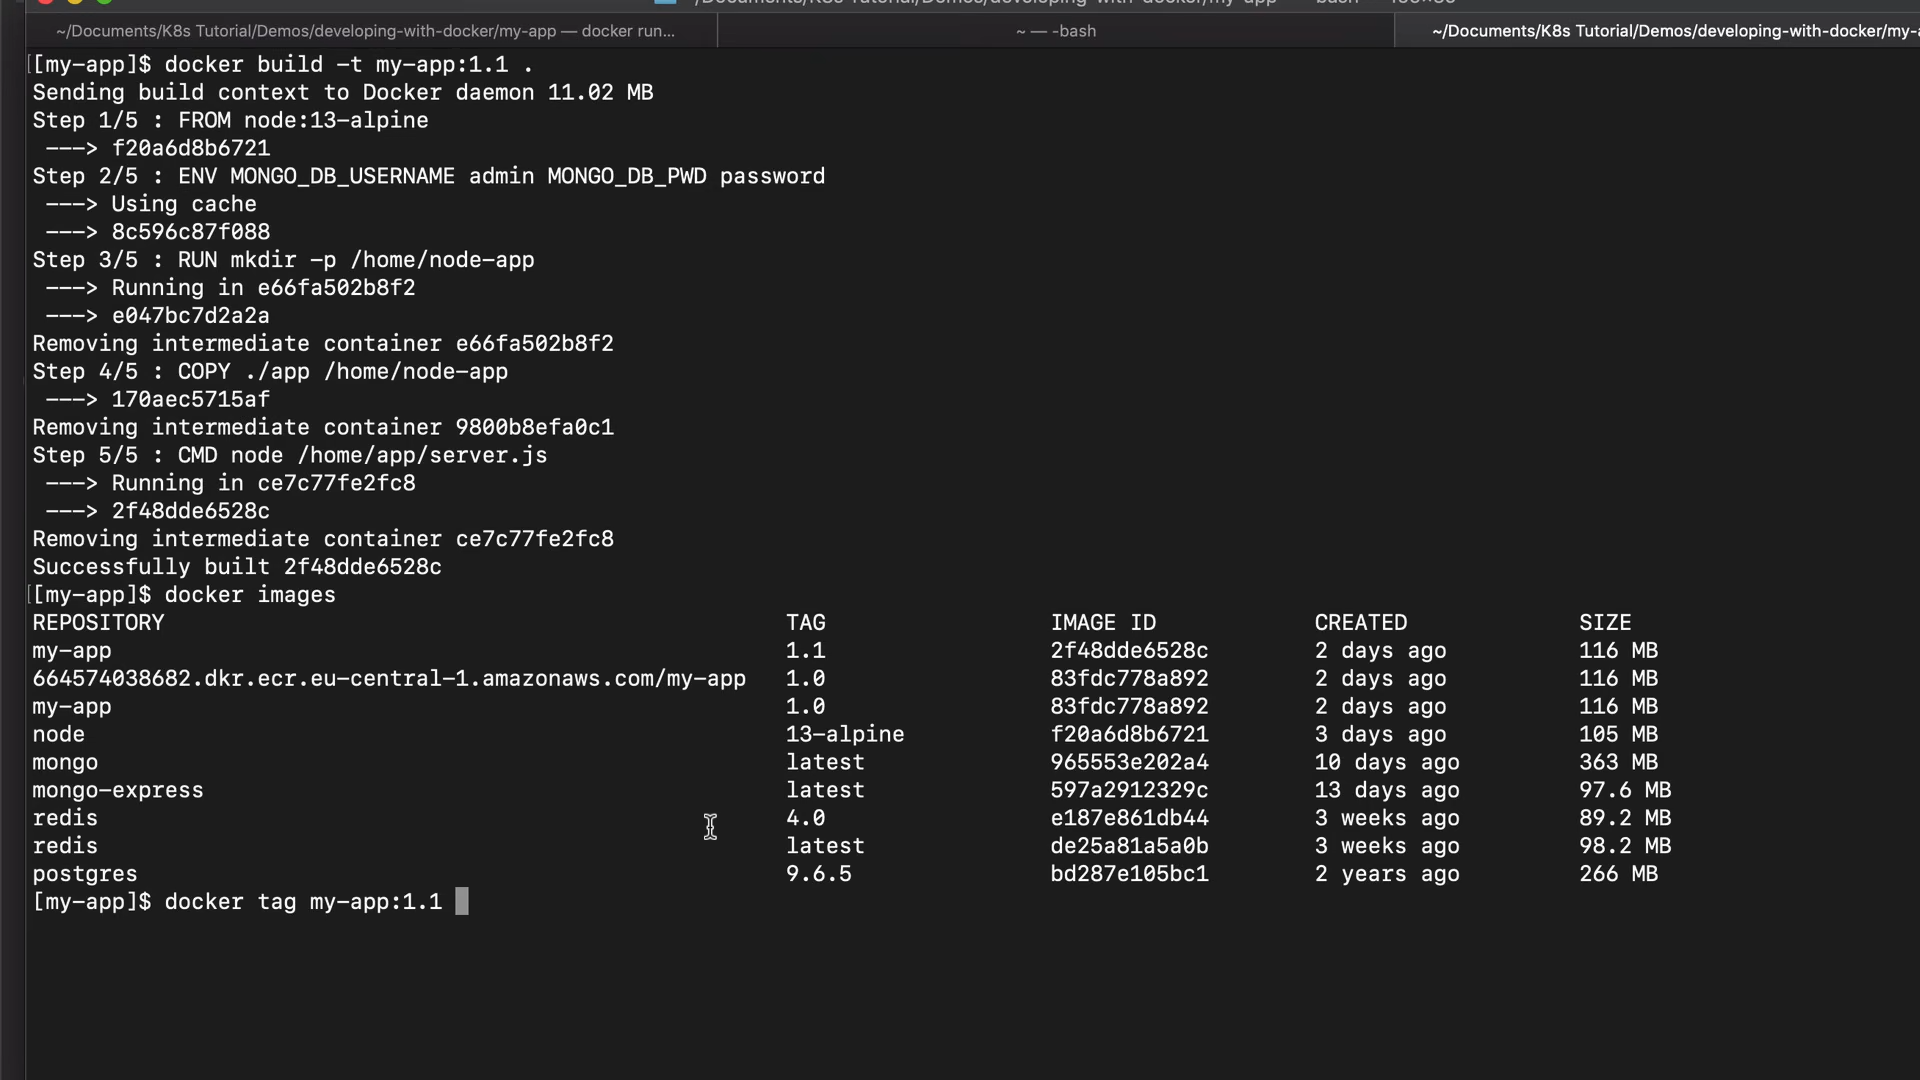 ~/Documents/K8s Tutorial/Demos/developing-with-docker/my-app — docker run...
~ — -bash
~/Documents/K8s Tutorial/Demos/developing-with-docker/my-a
[[my-app]$ docker build -t my-app:1.1 .
Sending build context to Docker daemon 11.02 MB
Step 1/5 : FROM node:13-alpine
---> f20a6d8b6721
Step 2/5 : ENV MONGO_DB_USERNAME admin MONGO_DB_PWD password
---> Using cache
---> 8c596c87f088
Step 3/5 : RUN mkdir -p /home/node-app
---> Running in e66fa502b8f2
---> e047bc7d2a2a
Removing intermediate container e66fa502b8f2
Step 4/5 : COPY ./app /home/node-app
---> 170aec5715af
Removing intermediate container 9800b8efa0c1
Step 5/5 : CMD node /home/app/server.js
---> Running in ce7c77fe2fc8
---> 2f48dde6528c
Removing intermediate container ce7c77fe2fc8
Successfully built 2f48dde6528c
[[my-app]$ docker images
REPOSITORY TAG IMAGE ID CREATED SIZE
my-app 1.1 2f48dde6528c 2 days ago 116 MB
664574038682.dkr.ecr.eu-central-1.amazonaws.com/my-app 1.0 83fdc778a892 2 days ago 116 MB
my-app 1.0 83fdc778a892 2 days ago 116 MB
node 13-alpine f20a6d8b6721 3 days ago 105 MB
mongo latest 965553e202a4 10 days ago 363 MB
mongo-express latest 597a2912329c 13 days ago 97.6 MB
redis 4.0 e187e861db44 3 weeks ago 89.2 MB
redis latest de25a81a5a0b 3 weeks ago 98.2 MB
postgres 9.6.5 bd287e105bc1 2 years ago 266 MB
[my-app]$ docker tag my-app:1.1